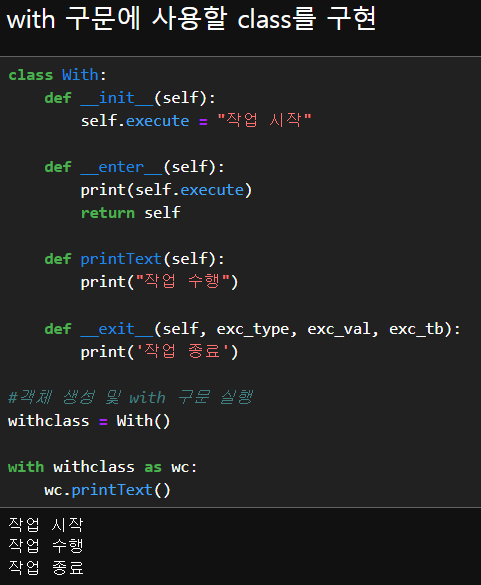 with 구문에 사용할 class를 구현
class With:
    def __init__(self):
        self.execute = "작업 시작"
    def __enter__(self):
        print(self.execute)
        return self
    def printText(self):
        print("작업 수행")
    def __exit__(self, exc_type, exc_val, exc_tb):
        print('작업 종료')
#객체 생성 및 with 구문 실행
withclass = With()
with withclass as wc:
    wc.printText()
작업 시작
작업 수행
작업 종료